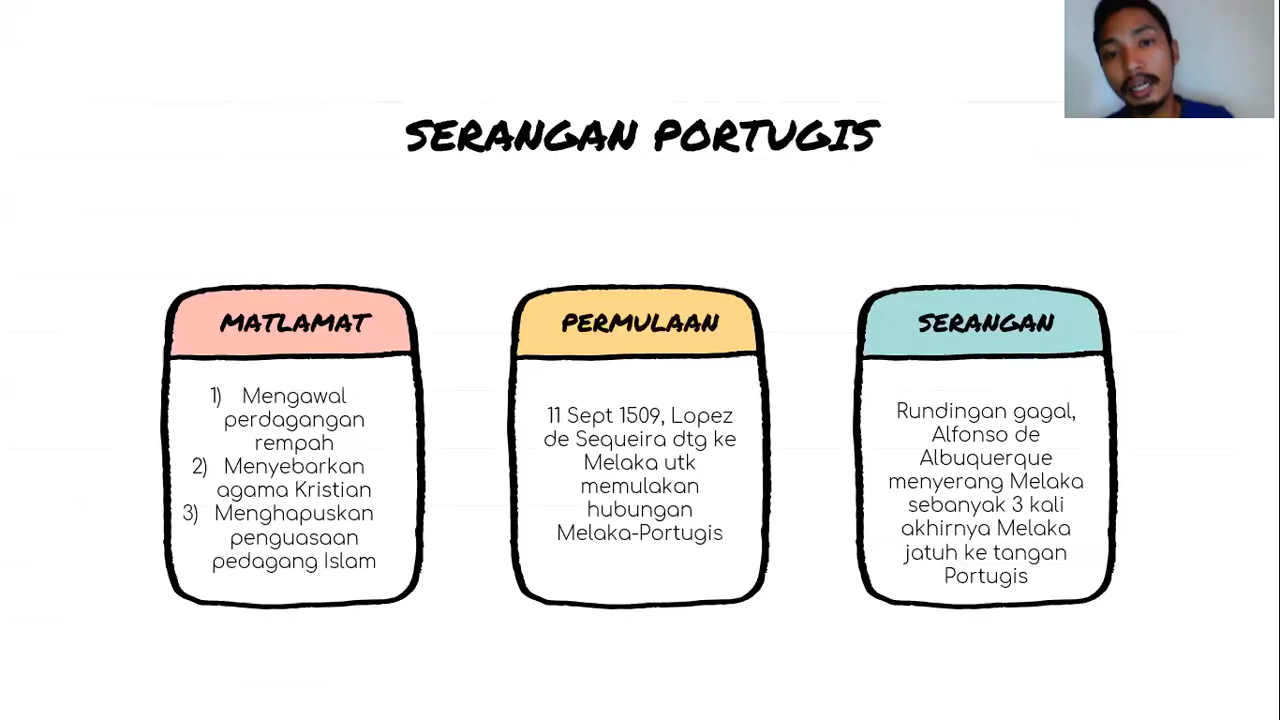 SERANGAN PORTUGIS
MATLAMAT
1) Mengawal
perdagangan
rempah
2) Menyebarkan
agama Kristian
3) Menghapuskan
penguasaan
pedagang Islam
PERMULAAN
11 Sept 1509, Lopez
de Sequeira dtg ke
Melaka utk
memulakan
hubungan
Melaka-Portugis
SERANGAN
Rundingan gagal,
Alfonso de
Albuquerque
menyerang Melaka
sebanyak 3 kali
akhirnya Melaka
jatuh ke tangan
Portugis